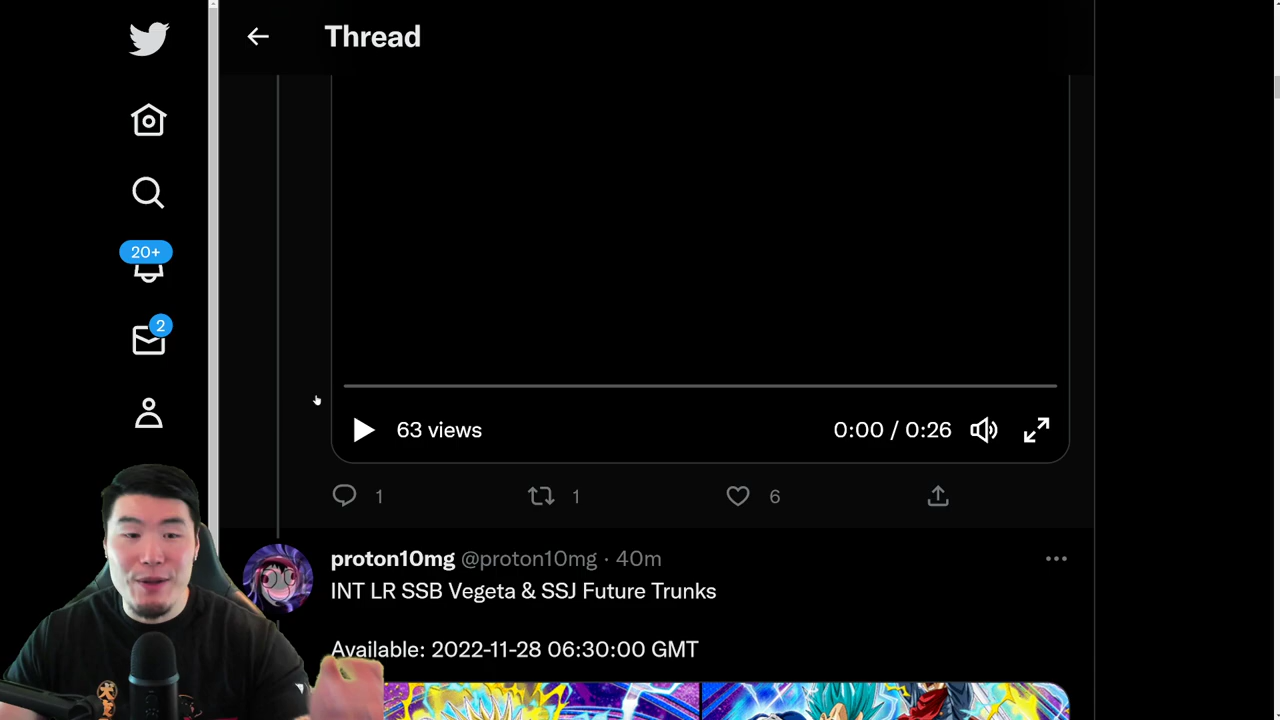 Thread
20+
2
63 views
0:00 / 0:26
1
1
6
proton10mg @proton10mg · 40m
INT LR SSB Vegeta & SSJ Future Trunks
Available: 2022-11-28 06:30:00 GMT